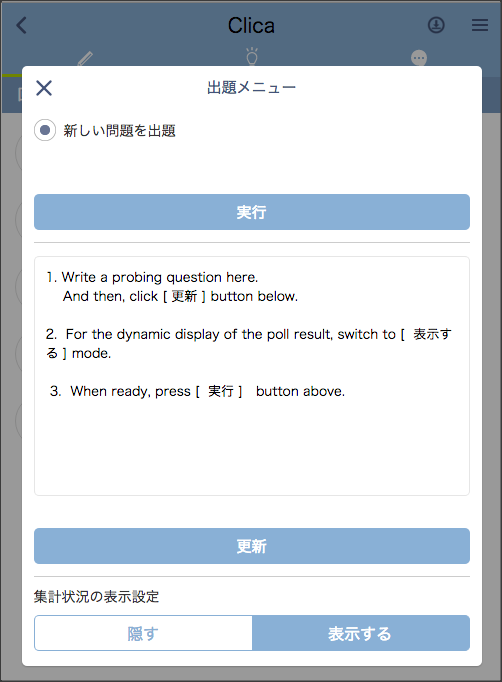 Clica
出題メニュー
新しい問題を出題
実行
1. Write a probing question here.
And then, click [ 更新 ] button below.
2. For the dynamic display of the poll result, switch to [ 表示す
る ] mode.
3. When ready, press [ 実行 ] button above.
更新
集計状況の表示設定
隠す
表示する